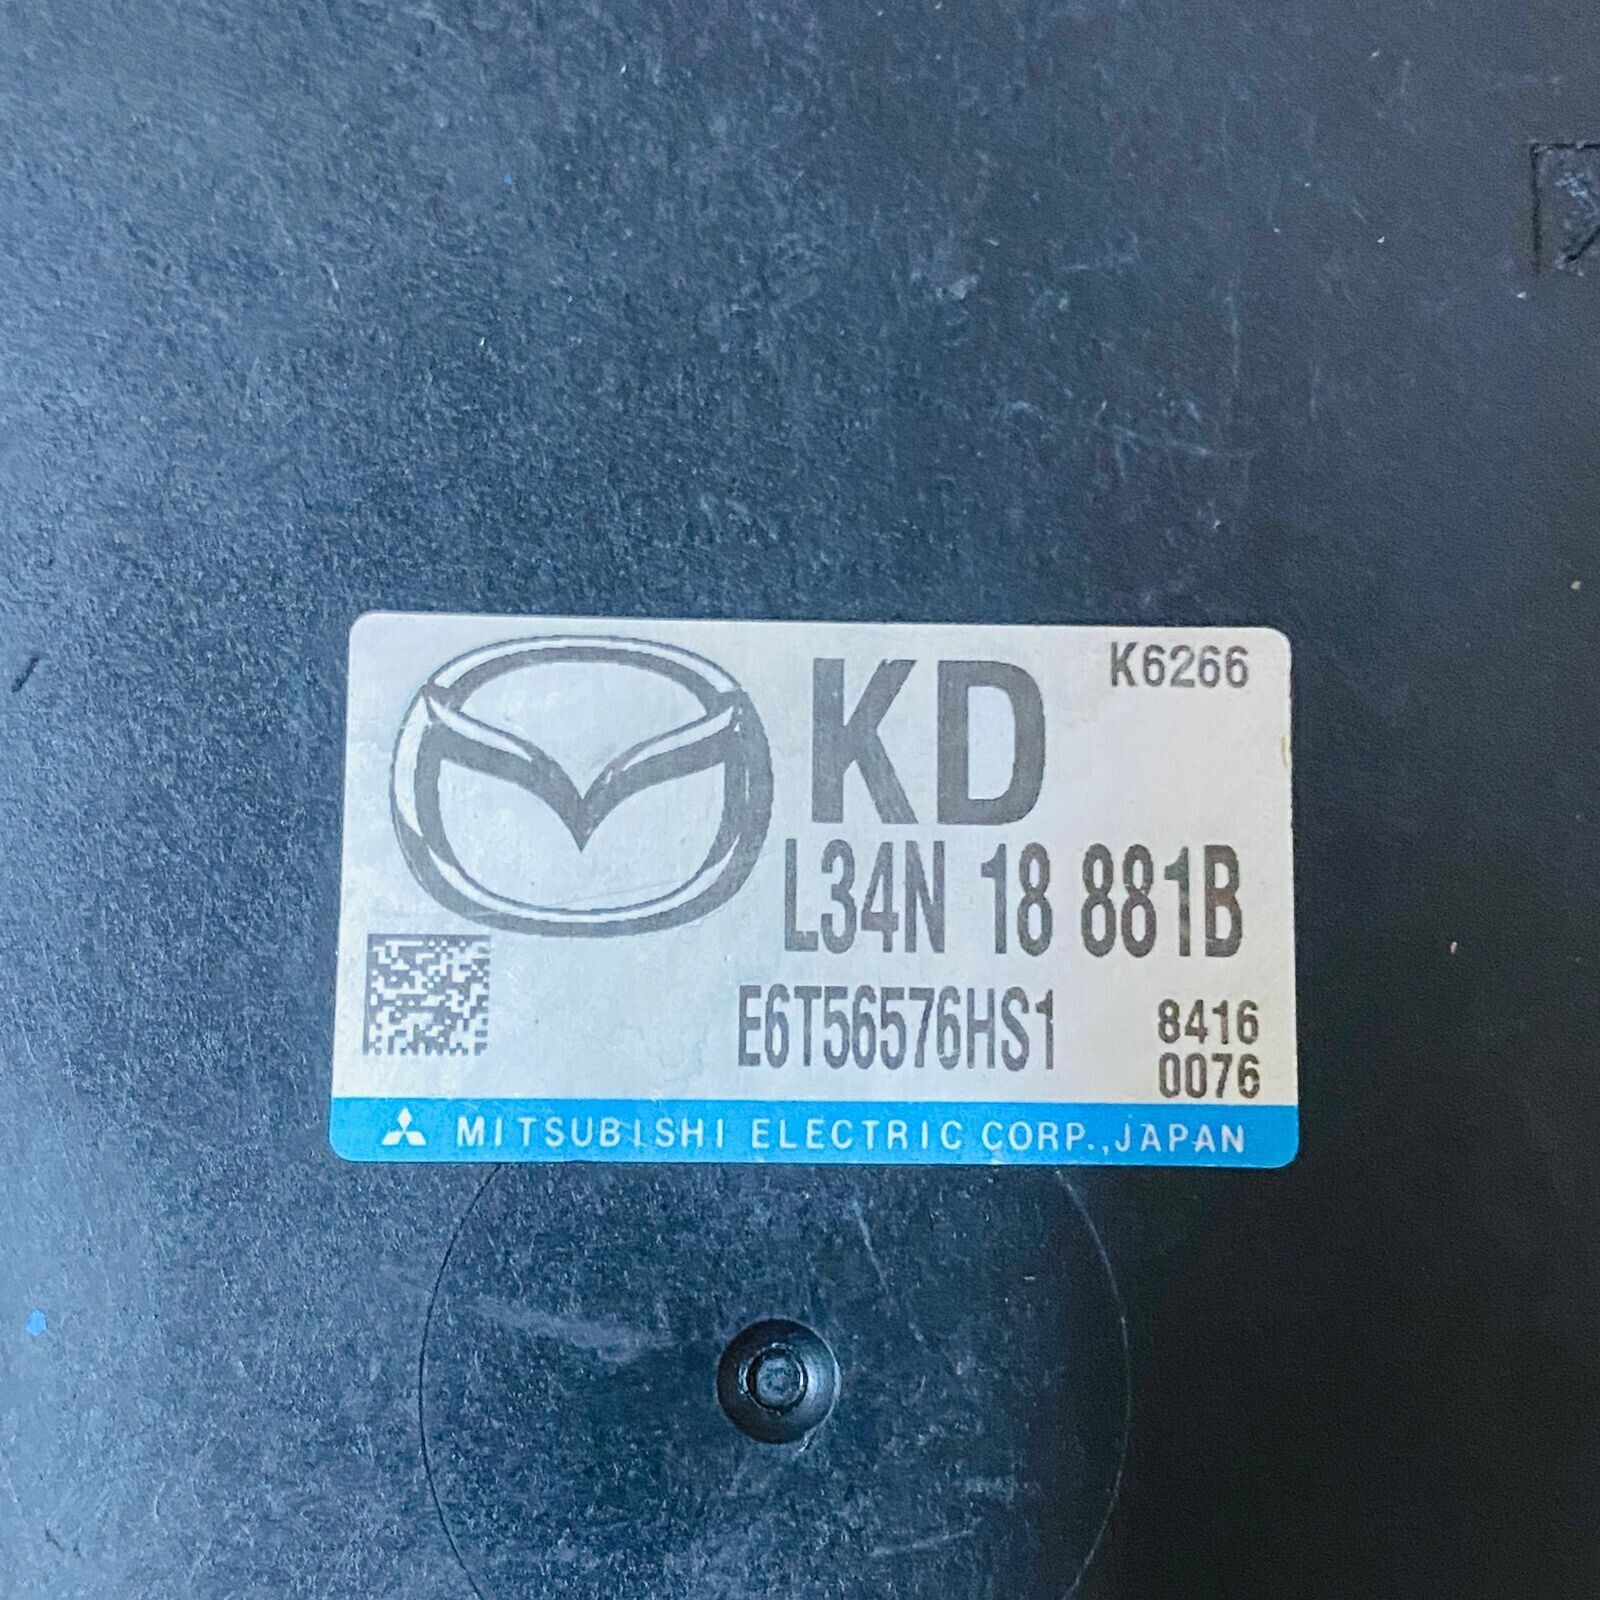 KD
K6266
L34N 18 881B
E6T56576HS1
8416
0076
MITSUBISHI ELECTRIC CORP.,JAPAN